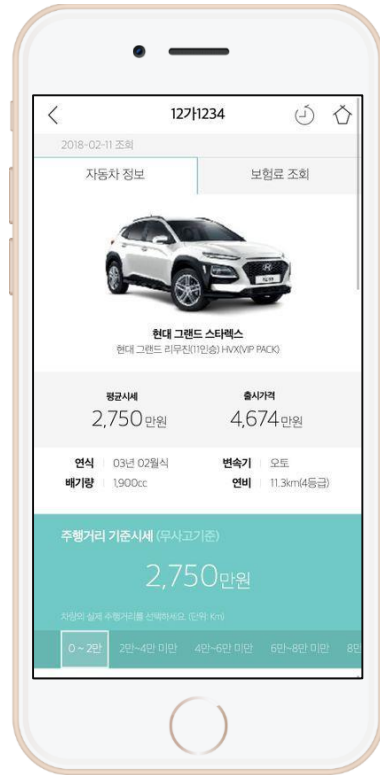 12가1234
2018-02-11 조회
자동차 정보
보험료 조회
현대 그랜드 스타렉스
현대 그랜드 리무진(11인승) HVX(VIP PACK)
평균시세 출시가격
2,750만원 4,674만원
연식 03년 02월식 변속기 오토
배기량 1,900cc 연비 11.3km(4등급)
주행거리 기준시세 (무사고기준)
2,750만원
차량의 실제 주행거리를 선택하세요. (단위: Km)
0 ~ 2만 2만~4만 미만 4만~6만 미만 6만~8만 미만 8만